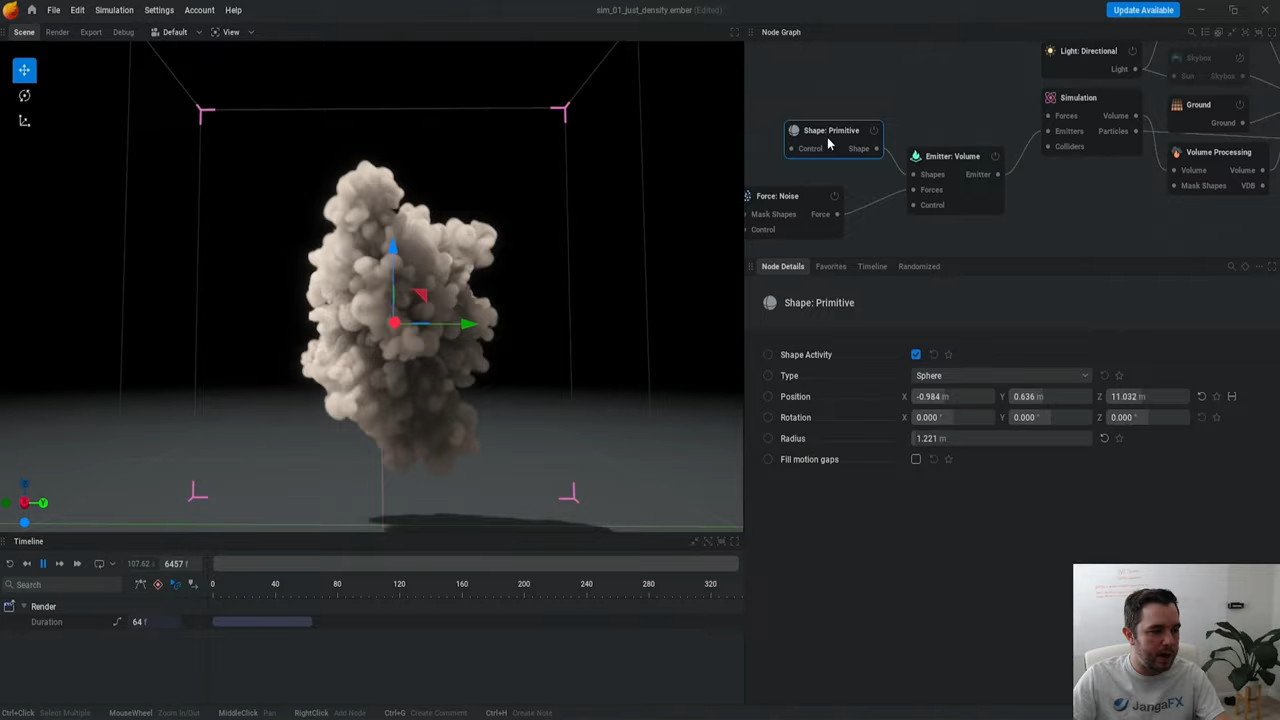 File Edit Simulation Settings Account Help sim_01_just_density.ember (Edited) Update Available
Scene Render Export Debug Default View
Node Graph
Light: Directional
Light
Skybox
Sun Skybox
Simulation
Forces Volume
Emitters Particles
Colliders
Ground
Ground
Shape: Primitive
Control Shape
Emitter: Volume
Shapes Emitter
Forces
Control
Volume Processing
Volume Volume
Mask Shapes VDB
Force: Noise
Mask Shapes Force
Control
Node Details Favorites Timeline Randomized
Shape: Primitive
Shape Activity
Type Sphere
Position X -0.984 m Y 0.636 m Z 11.032 m
Rotation X 0.000 ° Y 0.000 ° Z 0.000 °
Radius 1.221 m
Fill motion gaps
Timeline
107.62 s 6457 f
Search 0 40 80 120 160 200 240 280 320
Render
Duration 64 f
JangaFX
Ctrl+Click Select Multiple MouseWheel Zoom In/Out MiddleClick Pan RightClick Add Node Ctrl+G Create Comment Ctrl+H Create Note